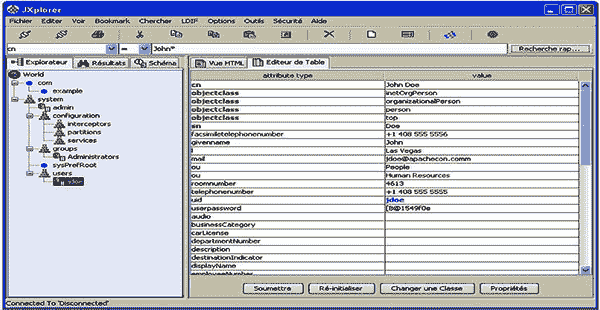 JXplorer
Fichier Editer Voir Bookmark Chercher LDIF Options Outils Sécurité Aide
cn = John* Recherche rap...
Explorateur Résultats Schéma Vue HTML Editeur de Table
World
com
example
system
admin
configuration
interceptors
partitions
services
groups
Administrators
sysPrefRoot
users
jdoe
attribute type value
cn John Doe
objectclass inetOrgPerson
objectclass organizationalPerson
objectclass person
objectclass top
sn Doe
facsimiletelephonenumber +1 408 555 5556
givenname John
l Las Vegas
mail jdoe@apachecon.comm
ou People
ou Human Resources
roomnumber 4613
telephonenumber +1 408 555 5555
uid jdoe
userpassword [B@1549f0e
audio
businessCategory
carLicense
departmentNumber
description
destinationIndicator
displayName
employeeNumber
Soumettre Ré-initialiser Changer une Classe Propriétés
Connected To 'Disconnected'